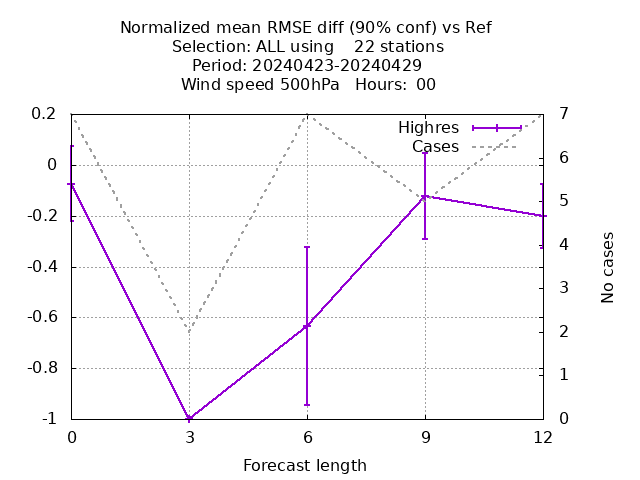 Normalized mean RMSE diff (90% conf) vs Ref
Selection: ALL using    22 stations
Period: 20240423-20240429
Wind speed 500hPa   Hours:  00
Highres
Cases
0.2
0
-0.2
-0.4
-0.6
-0.8
-1
7
6
5
4
3
2
1
0
No cases
0 3 6 9 12
Forecast length